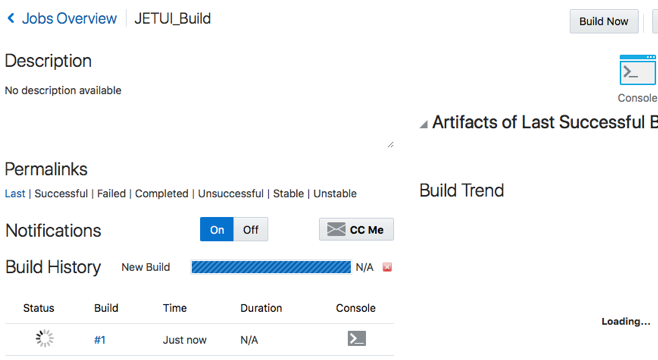 Jobs Overview JETUI_Build
Build Now
Description
No description available
Console
Artifacts of Last Successful B
Permalinks
Last | Successful | Failed | Completed | Unsuccessful | Stable | Unstable
Build Trend
Notifications On Off CC Me
Build History New Build N/A
Status Build Time Duration Console
#1 Just now N/A
Loading...